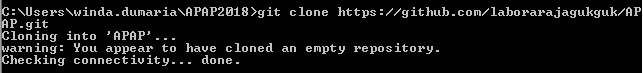 C:\Users\winda.dumaria\APAP2018>git clone https://github.com/laborarajagukguk/AP
AP.git
Cloning into 'APAP'...
warning: You appear to have cloned an empty repository.
Checking connectivity... done.